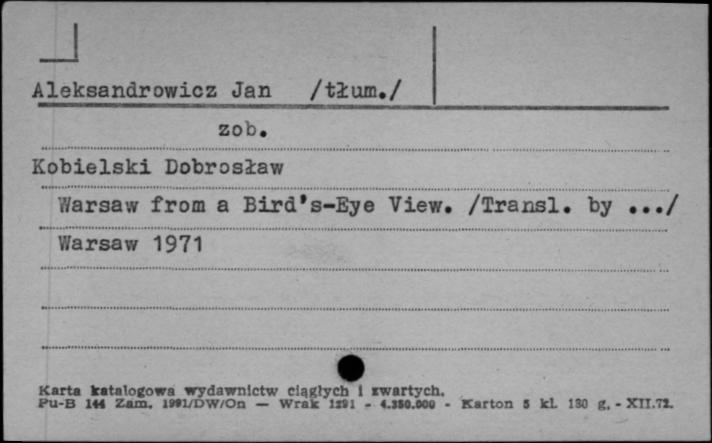 Aleksandrowicz Jan /tłum./
zob.
Kobielski Dobrosław
Warsaw from a Bird's-Eye View. /Transl. by .../
Warsaw 1971
Karta katalogowa wydawnictw ciągłych i zwartych.
Pu-B 144 Zam. 1991/DW/On — Wrak 1291 - 4.350.000 - Karton 5 kl. 130 g. - XII.72.